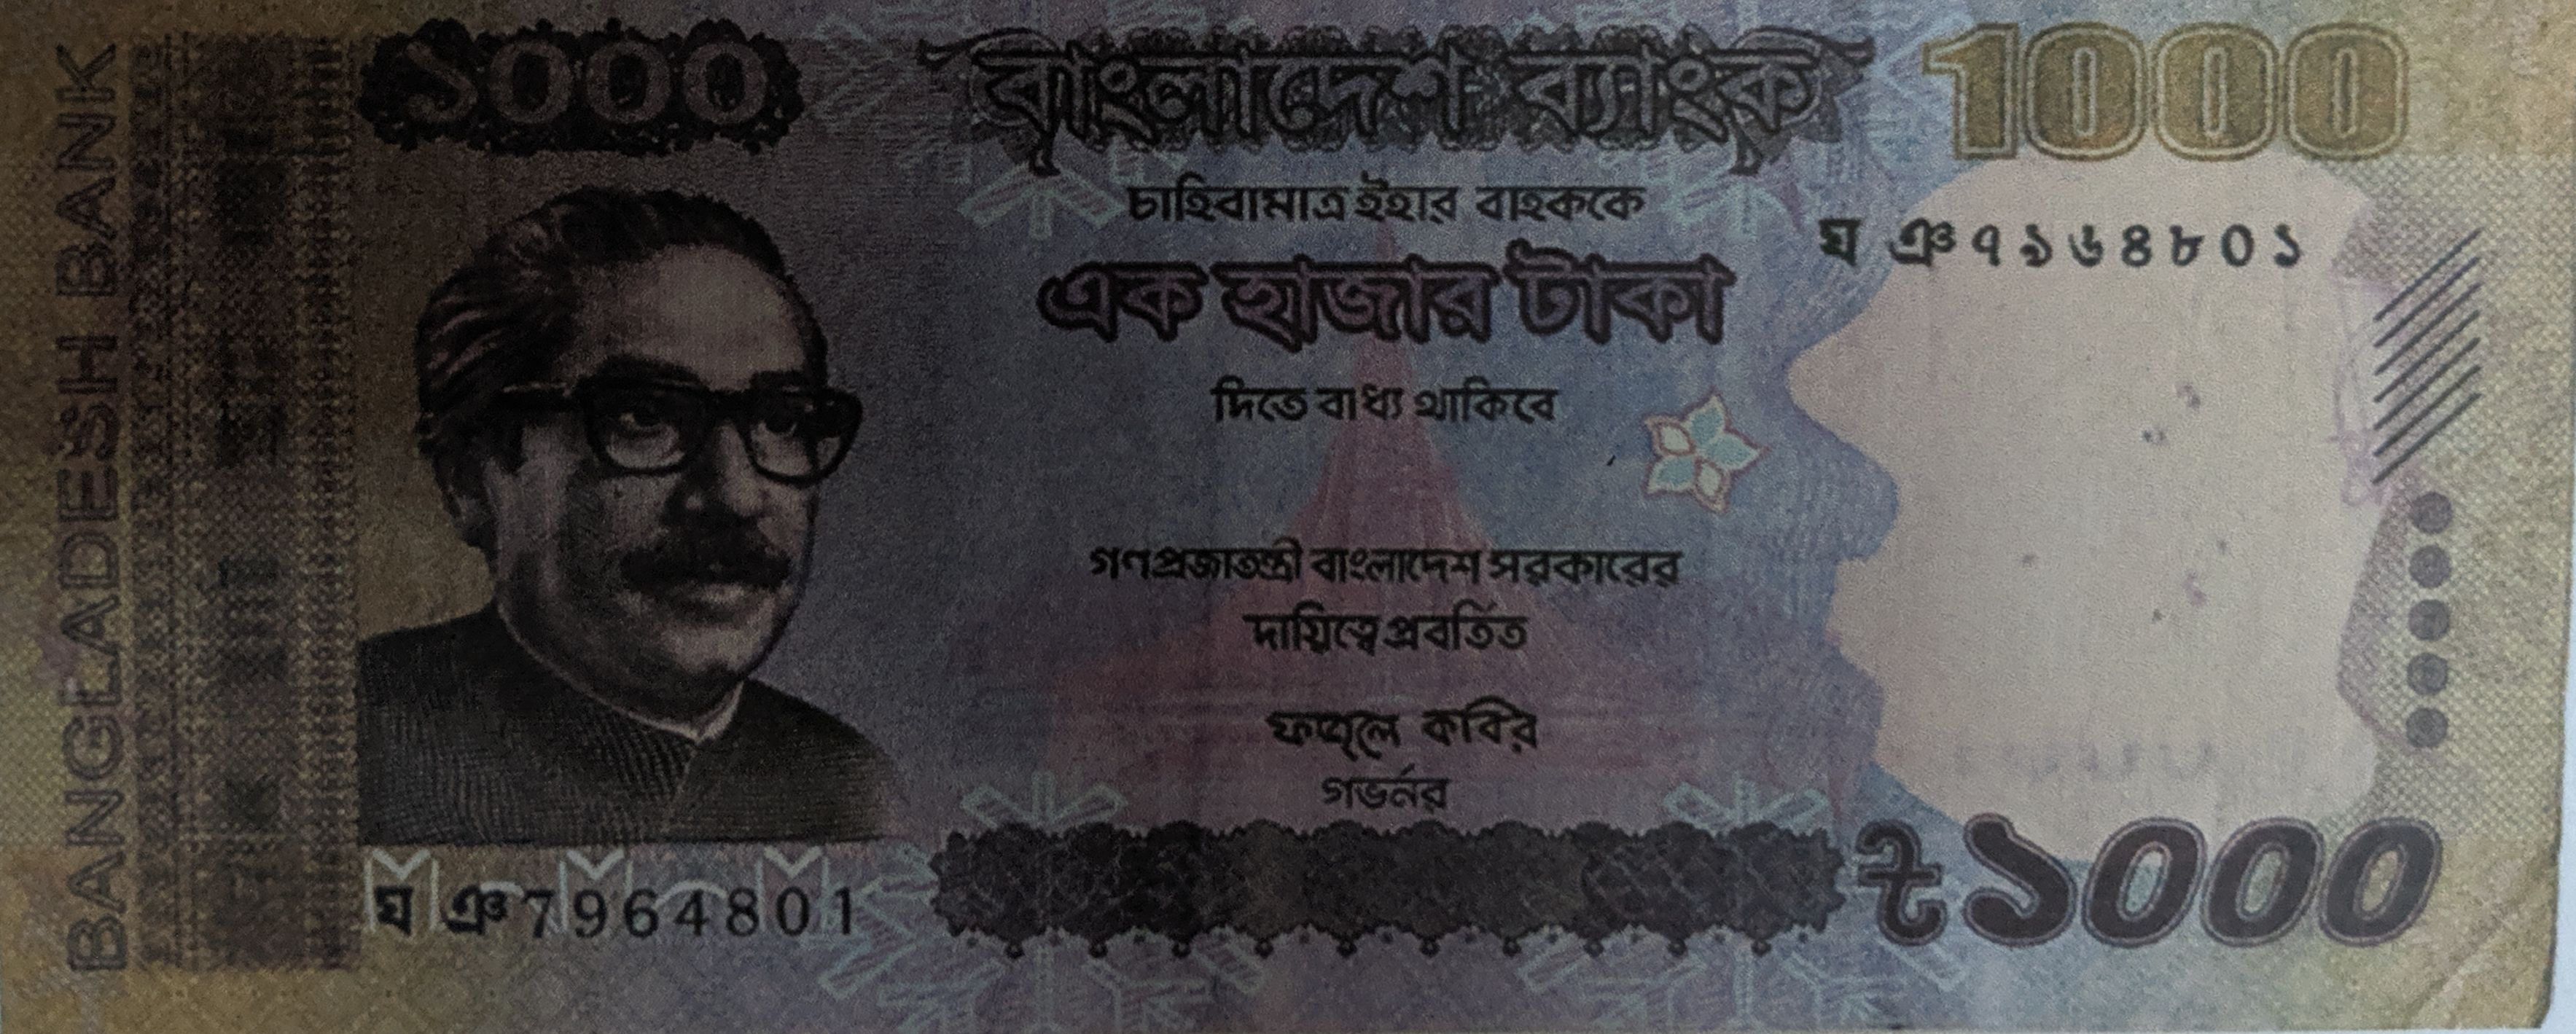 BANGLADESH BANK
১০০০
বাংলাদেশ ব্যাংক
1000
চাহিবামাত্র ইহার বাহককে
ঘ ঞ ৭৯৬৪৮০১
এক হাজার টাকা
দিতে বাধ্য থাকিবে
গণপ্রজাতন্ত্রী বাংলাদেশ সরকারের
দায়িত্বে প্রবর্তিত
ফজলে কবির
গভর্নর
ঘ ঞ 7964801
৳১০০০